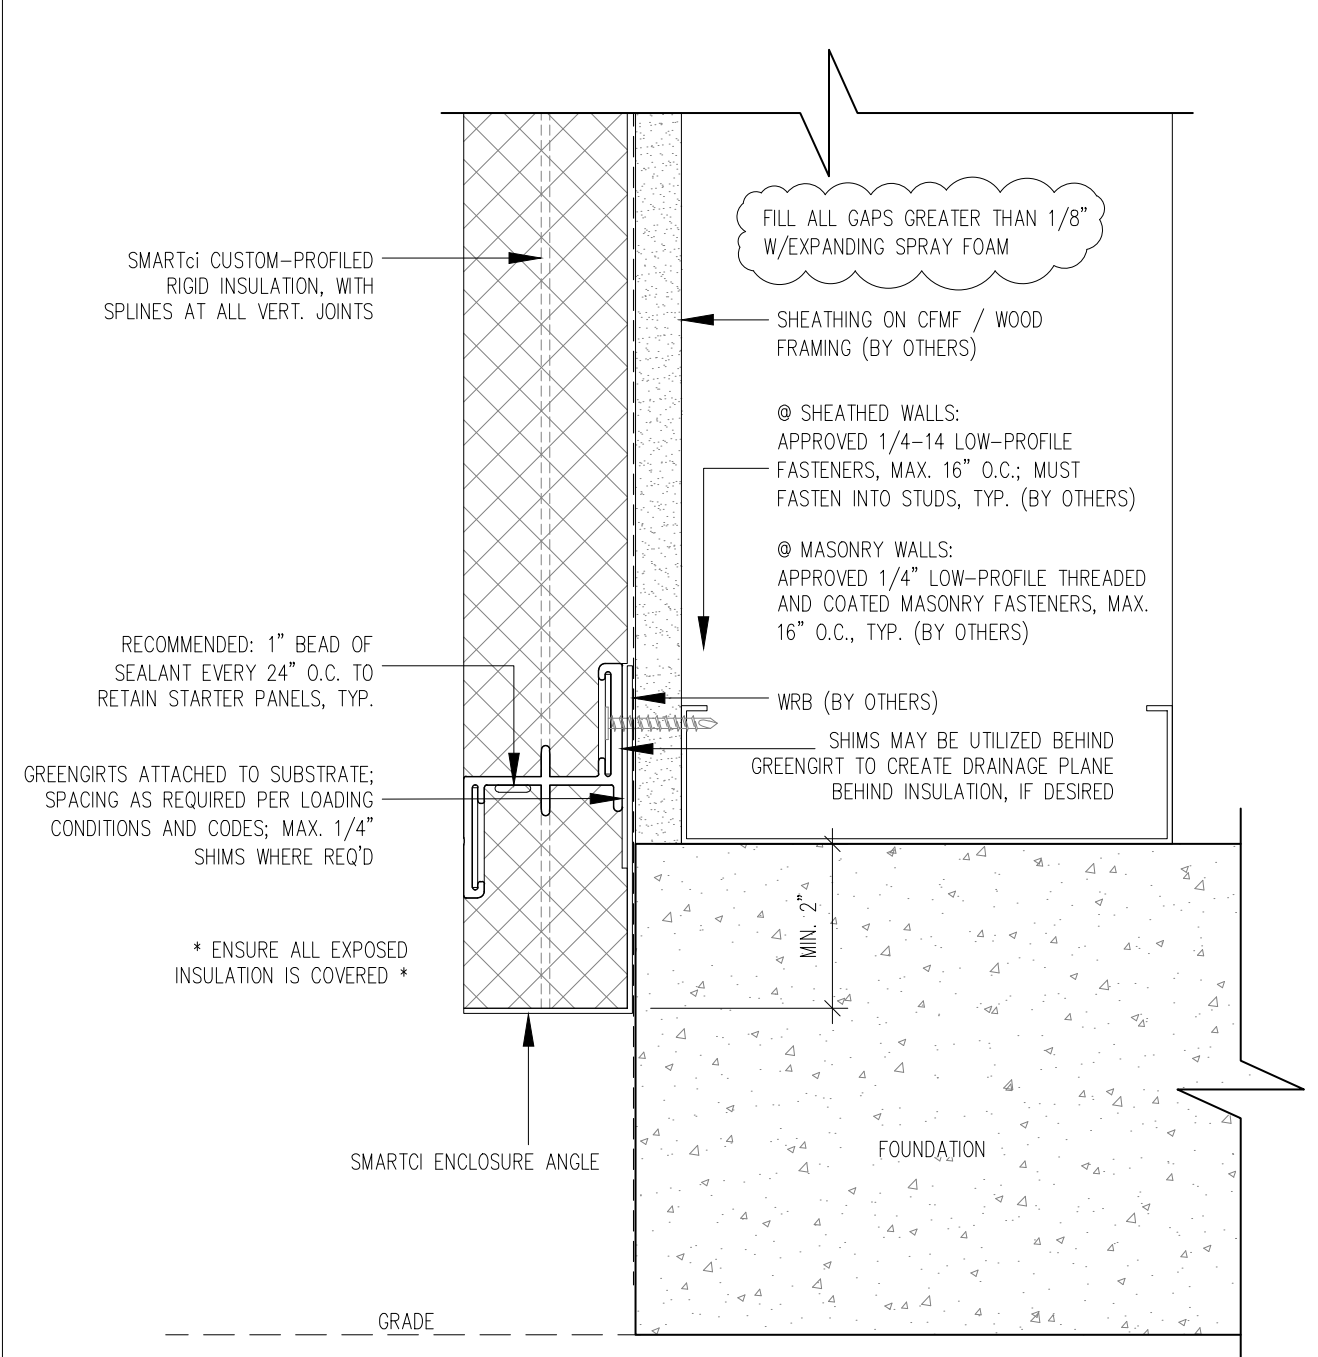 FILL ALL GAPS GREATER THAN 1/8"
W/EXPANDING SPRAY FOAM
SMARTci CUSTOM-PROFILED
RIGID INSULATION, WITH
SPLINES AT ALL VERT. JOINTS
SHEATHING ON CFMF / WOOD
FRAMING (BY OTHERS)
@ SHEATHED WALLS:
APPROVED 1/4-14 LOW-PROFILE
FASTENERS, MAX. 16" O.C.; MUST
FASTEN INTO STUDS, TYP. (BY OTHERS)
@ MASONRY WALLS:
APPROVED 1/4" LOW-PROFILE THREADED
AND COATED MASONRY FASTENERS, MAX.
16" O.C., TYP. (BY OTHERS)
RECOMMENDED: 1" BEAD OF
SEALANT EVERY 24" O.C. TO
RETAIN STARTER PANELS, TYP.
WRB (BY OTHERS)
SHIMS MAY BE UTILIZED BEHIND
GREENGIRT TO CREATE DRAINAGE PLANE
BEHIND INSULATION, IF DESIRED
GREENGIRTS ATTACHED TO SUBSTRATE;
SPACING AS REQUIRED PER LOADING
CONDITIONS AND CODES; MAX. 1/4"
SHIMS WHERE REQ'D
MIN. 2"
* ENSURE ALL EXPOSED
INSULATION IS COVERED *
SMARTCI ENCLOSURE ANGLE
FOUNDATION
GRADE